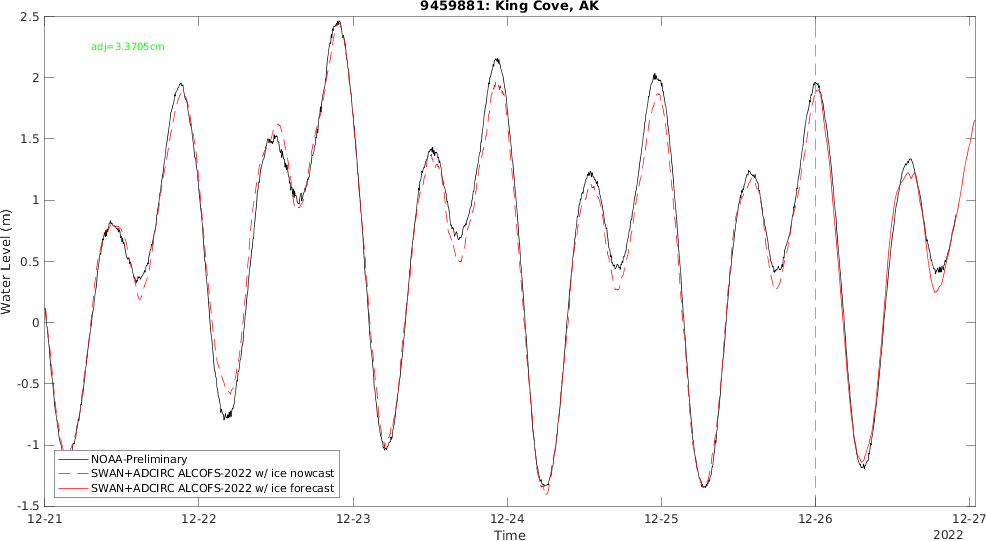 9459881: King Cove, AK
adj=3.3705cm
2.5
2
1.5
1
0.5
0
-0.5
-1
-1.5
Water Level (m)
NOAA-Preliminary
SWAN+ADCIRC ALCOFS-2022 w/ ice nowcast
SWAN+ADCIRC ALCOFS-2022 w/ ice forecast
12-21 12-22 12-23 12-24 12-25 12-26 12-27
Time
2022